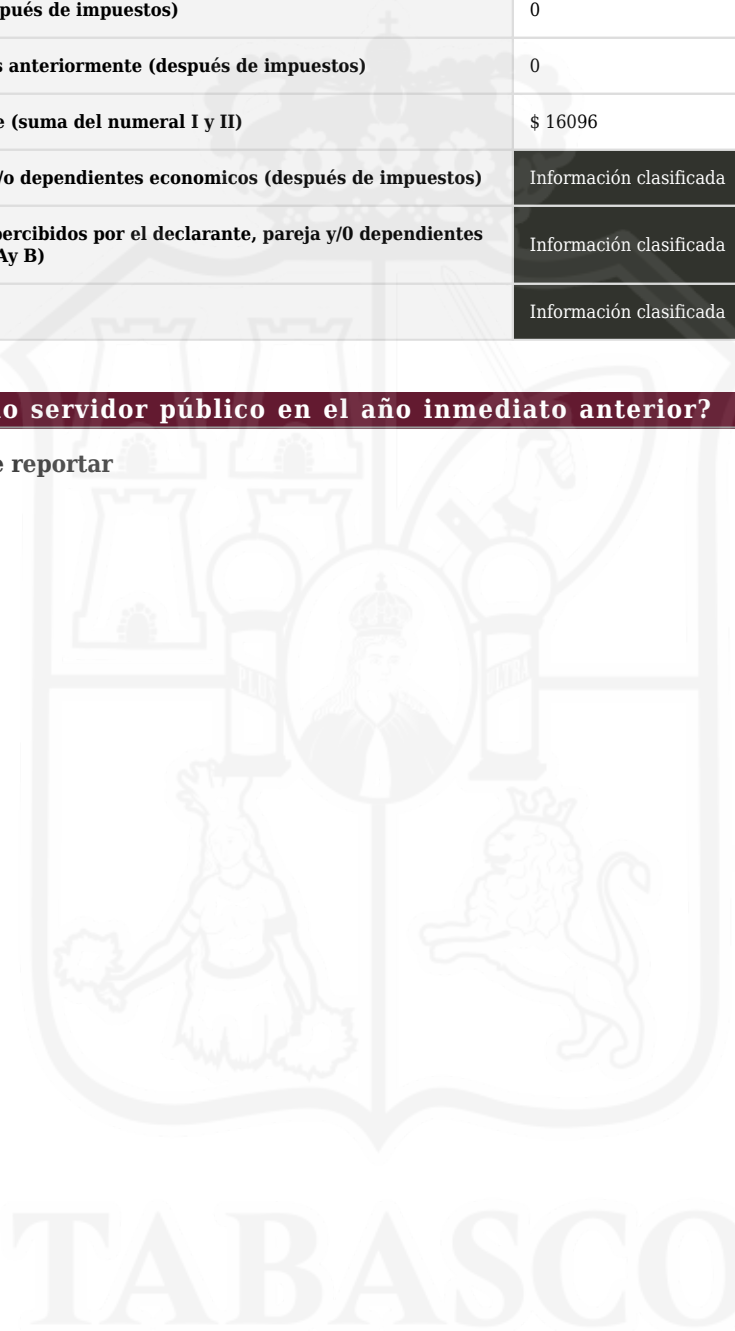 pués de impuestos)
0
s anteriormente (después de impuestos)
0
e (suma del numeral I y II)
$ 16096
/o dependientes economicos (después de impuestos)
Información clasificada
percibidos por el declarante, pareja y/0 dependientes
Ay B)
Información clasificada
Información clasificada
o servidor público en el año inmediato anterior?
e reportar
PLUS
ULTRA
TABASCO